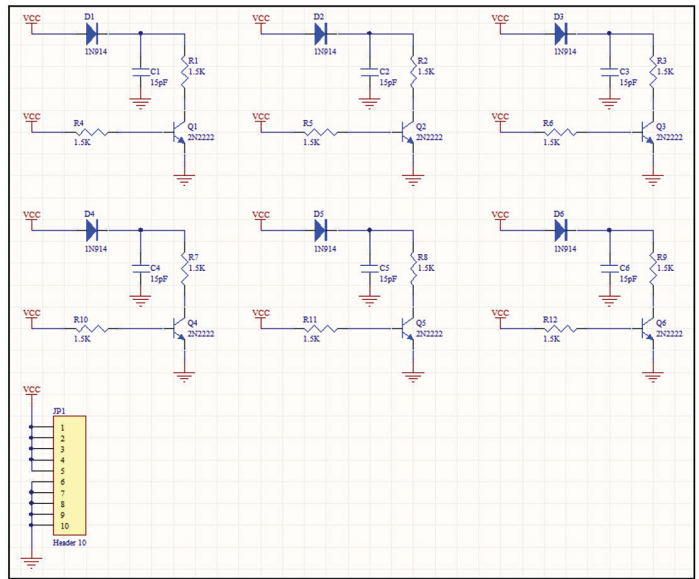 VCC D1 VCC D2 VCC D3
1N914 1N914 1N914
R1 R2 R3
C1 1.5K C2 1.5K C3 1.5K
15pF 15pF 15pF
VCC R4 Q1 VCC R5 Q2 VCC R6 Q3
1.5K 2N2222 1.5K 2N2222 1.5K 2N2222
VCC D4 VCC D5 VCC D6
1N914 1N914 1N914
R7 R8 R9
C4 1.5K C5 1.5K C6 1.5K
15pF 15pF 15pF
VCC R10 Q4 VCC R11 Q5 VCC R12 Q6
1.5K 2N2222 1.5K 2N2222 1.5K 2N2222
VCC
JP1
1
2
3
4
5
6
7
8
9
10
Header 10